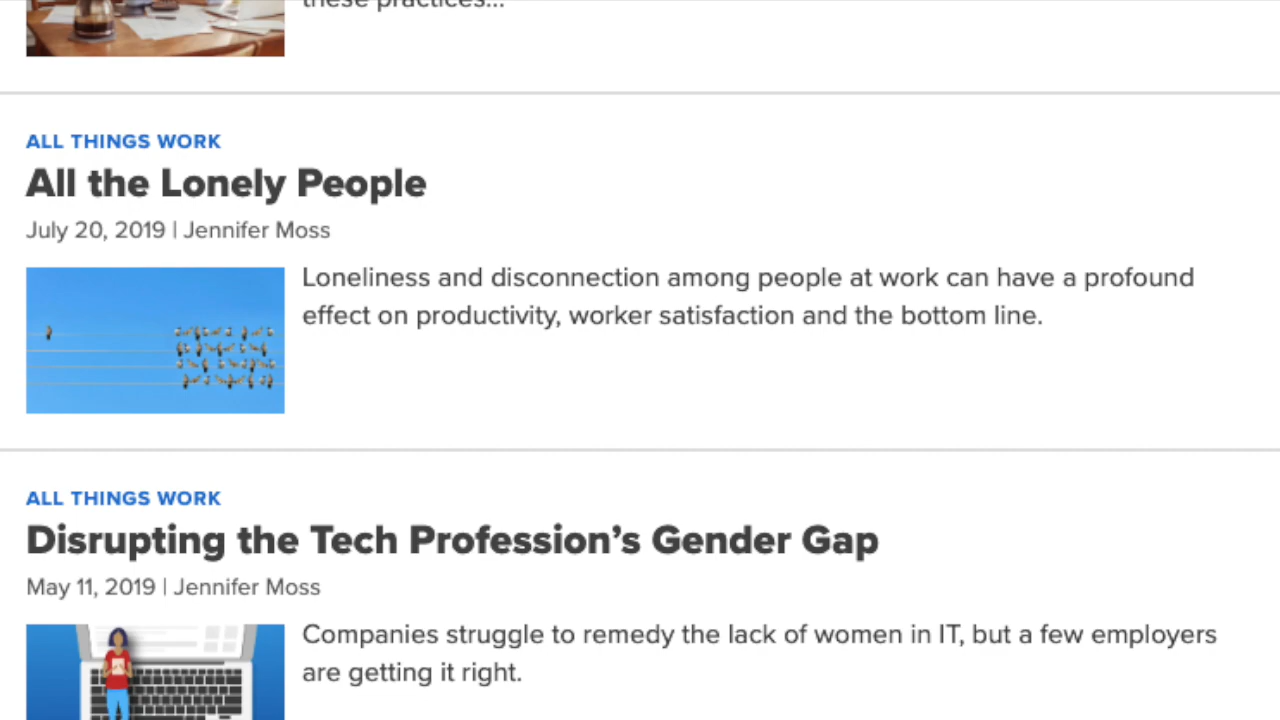 these practices...
ALL THINGS WORK
All the Lonely People
July 20, 2019 | Jennifer Moss
Loneliness and disconnection among people at work can have a profound
effect on productivity, worker satisfaction and the bottom line.
ALL THINGS WORK
Disrupting the Tech Profession’s Gender Gap
May 11, 2019 | Jennifer Moss
Companies struggle to remedy the lack of women in IT, but a few employers
are getting it right.